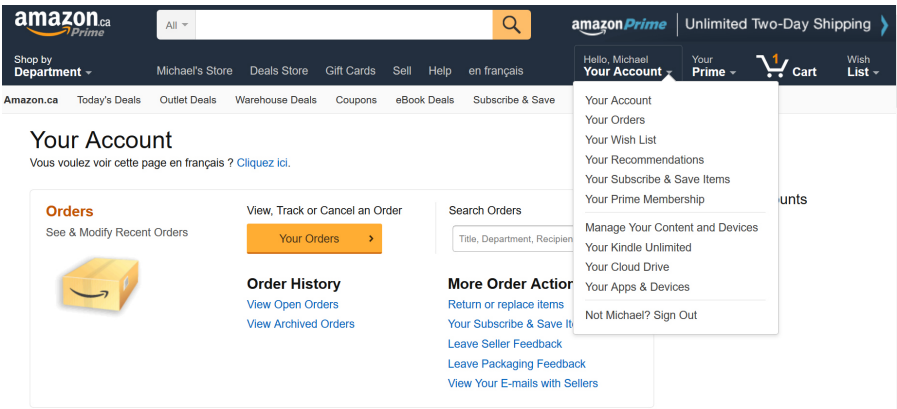 amazon.ca
Prime
All
amazonPrime Unlimited Two-Day Shipping
Shop by
Department
Michael's Store Deals Store Gift Cards Sell Help en français
Hello, Michael
Your Account
Your
Prime
1
Cart
Wish
List
Amazon.ca Today's Deals Outlet Deals Warehouse Deals Coupons eBook Deals Subscribe & Save
Your Account
Your Orders
Your Wish List
Your Recommendations
Your Subscribe & Save Items
Your Prime Membership
Manage Your Content and Devices
Your Kindle Unlimited
Your Cloud Drive
Your Apps & Devices
Not Michael? Sign Out
Your Account
Vous voulez voir cette page en français ? Cliquez ici.
Orders
See & Modify Recent Orders
View, Track or Cancel an Order
Your Orders
Search Orders
Title, Department, Recipien
Order History
View Open Orders
View Archived Orders
More Order Action
Return or replace items
Your Subscribe & Save It
Leave Seller Feedback
Leave Packaging Feedback
View Your E-mails with Sellers
unts